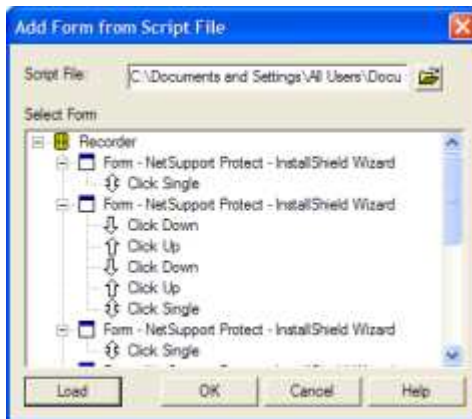 Add Form from Script File
Script File: C:\Documents and Settings\All Users\Docu
Select Form
Recorder
Form - NetSupport Protect - InstallShield Wizard
Click Single
Form - NetSupport Protect - InstallShield Wizard
Click Down
Click Up
Click Down
Click Up
Click Single
Form - NetSupport Protect - InstallShield Wizard
Click Single
Load OK Cancel Help